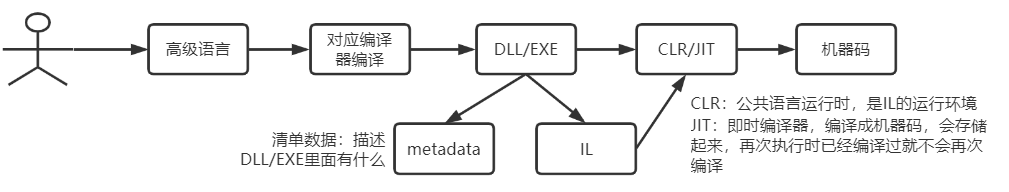 高级语言
对应编译
器编译
DLL/EXE
CLR/JIT
机器码
清单数据：描述
DLL/EXE里面有什么
metadata
IL
CLR：公共语言运行时，是IL的运行环境
JIT：即时编译器，编译成机器码，会存储
起来，再次执行时已经编译过就不会再次
编译